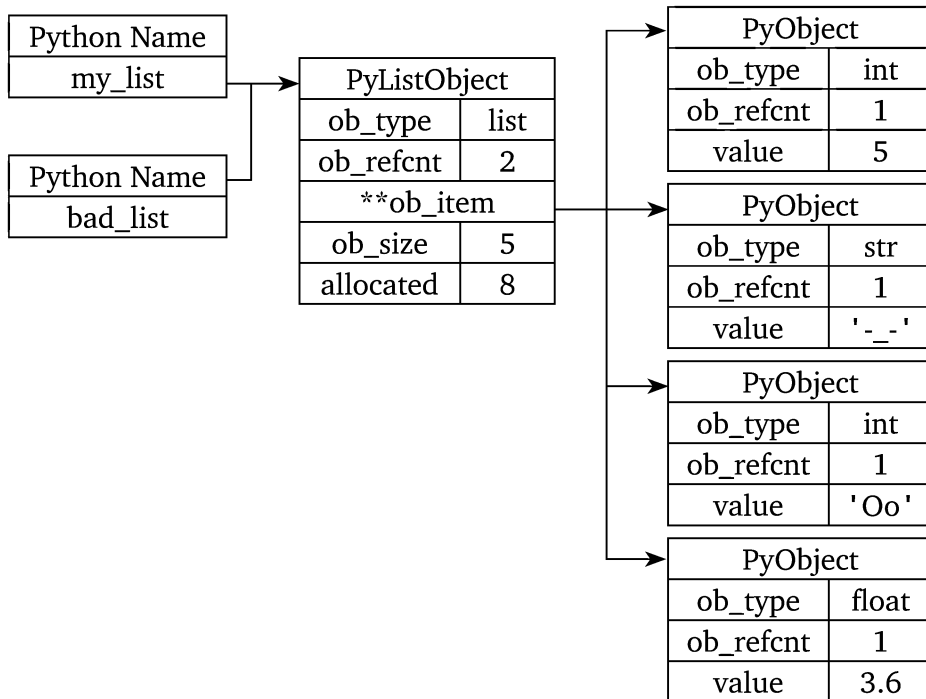 Python Name
my_list
Python Name
bad_list
PyListObject
ob_type list
ob_refcnt 2
**ob_item
ob_size 5
allocated 8
PyObject
ob_type int
ob_refcnt 1
value 5
PyObject
ob_type str
ob_refcnt 1
value '-_-'
PyObject
ob_type int
ob_refcnt 1
value 'Oo'
PyObject
ob_type float
ob_refcnt 1
value 3.6